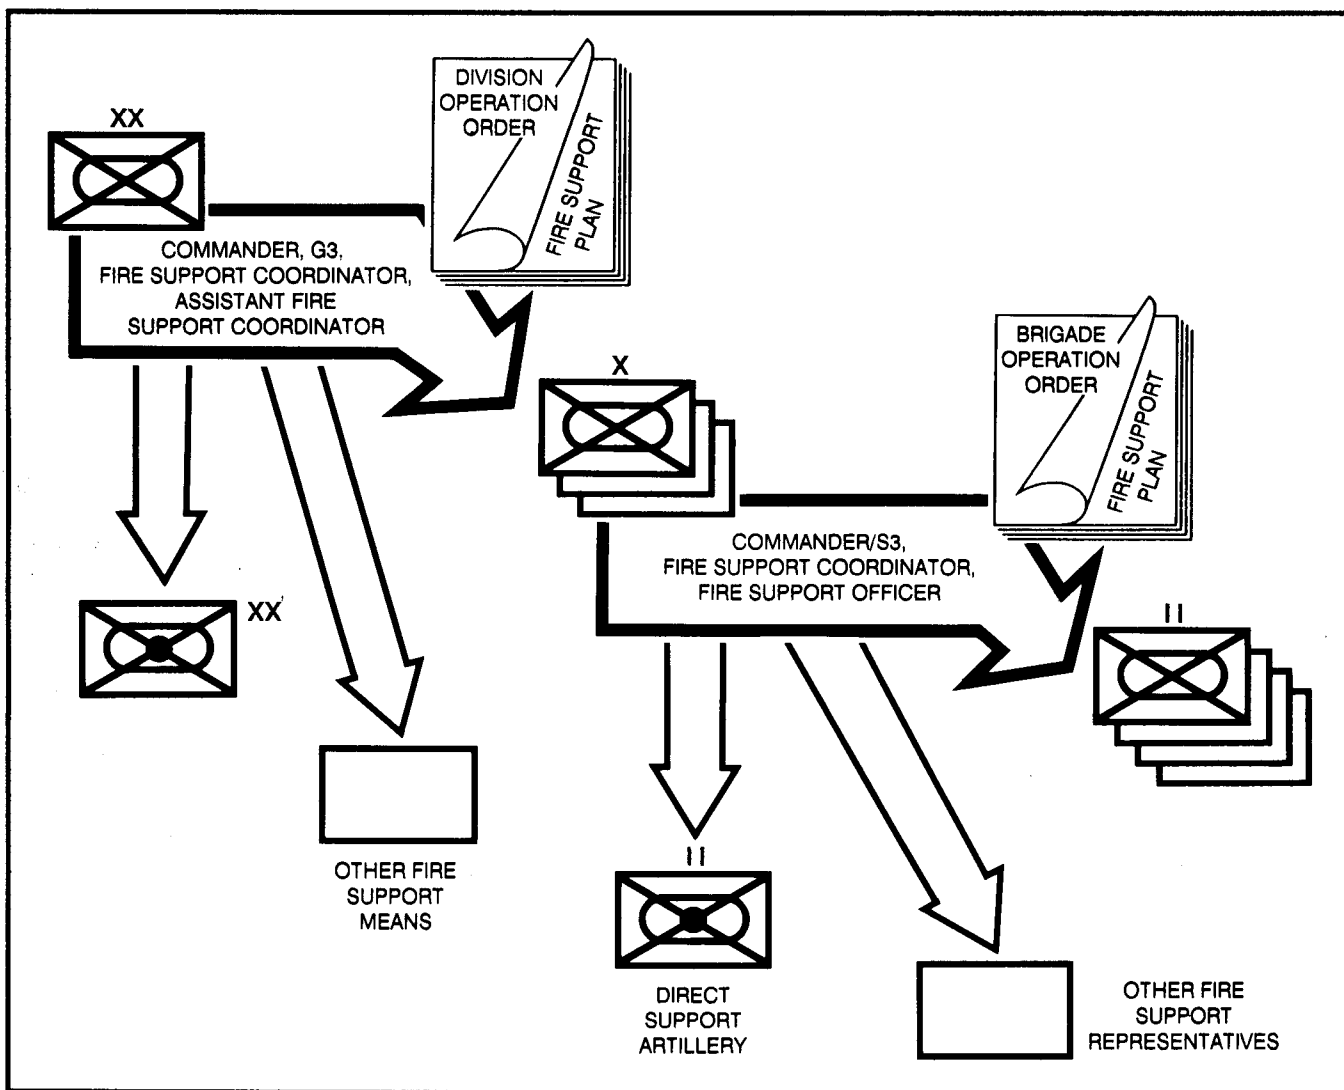 XX
DIVISION
OPERATION
ORDER
FIRE SUPPORT
PLAN
COMMANDER, G3,
FIRE SUPPORT COORDINATOR,
ASSISTANT FIRE
SUPPORT COORDINATOR
X
BRIGADE
OPERATION
ORDER
FIRE SUPPORT
PLAN
COMMANDER/S3,
FIRE SUPPORT COORDINATOR,
FIRE SUPPORT OFFICER
XX
II
OTHER FIRE
SUPPORT
MEANS
II
DIRECT
SUPPORT
ARTILLERY
OTHER FIRE
SUPPORT
REPRESENTATIVES